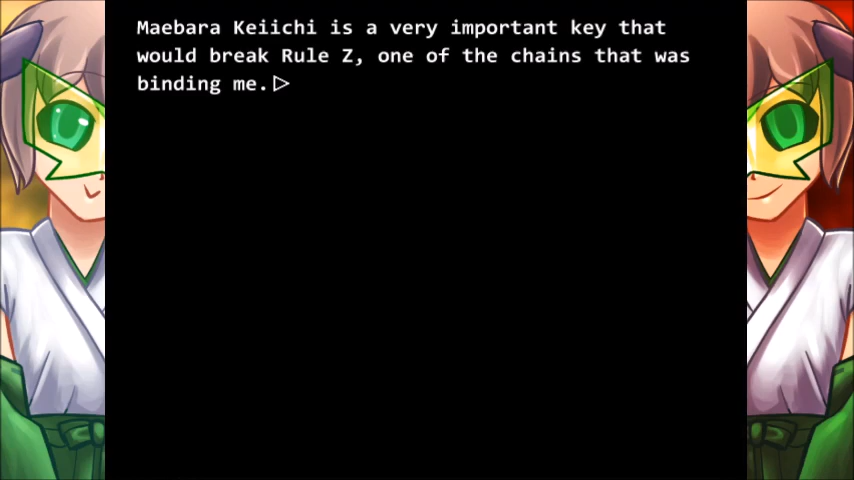 Maebara Keiichi is a very important key that
would break Rule Z, one of the chains that was
binding me.